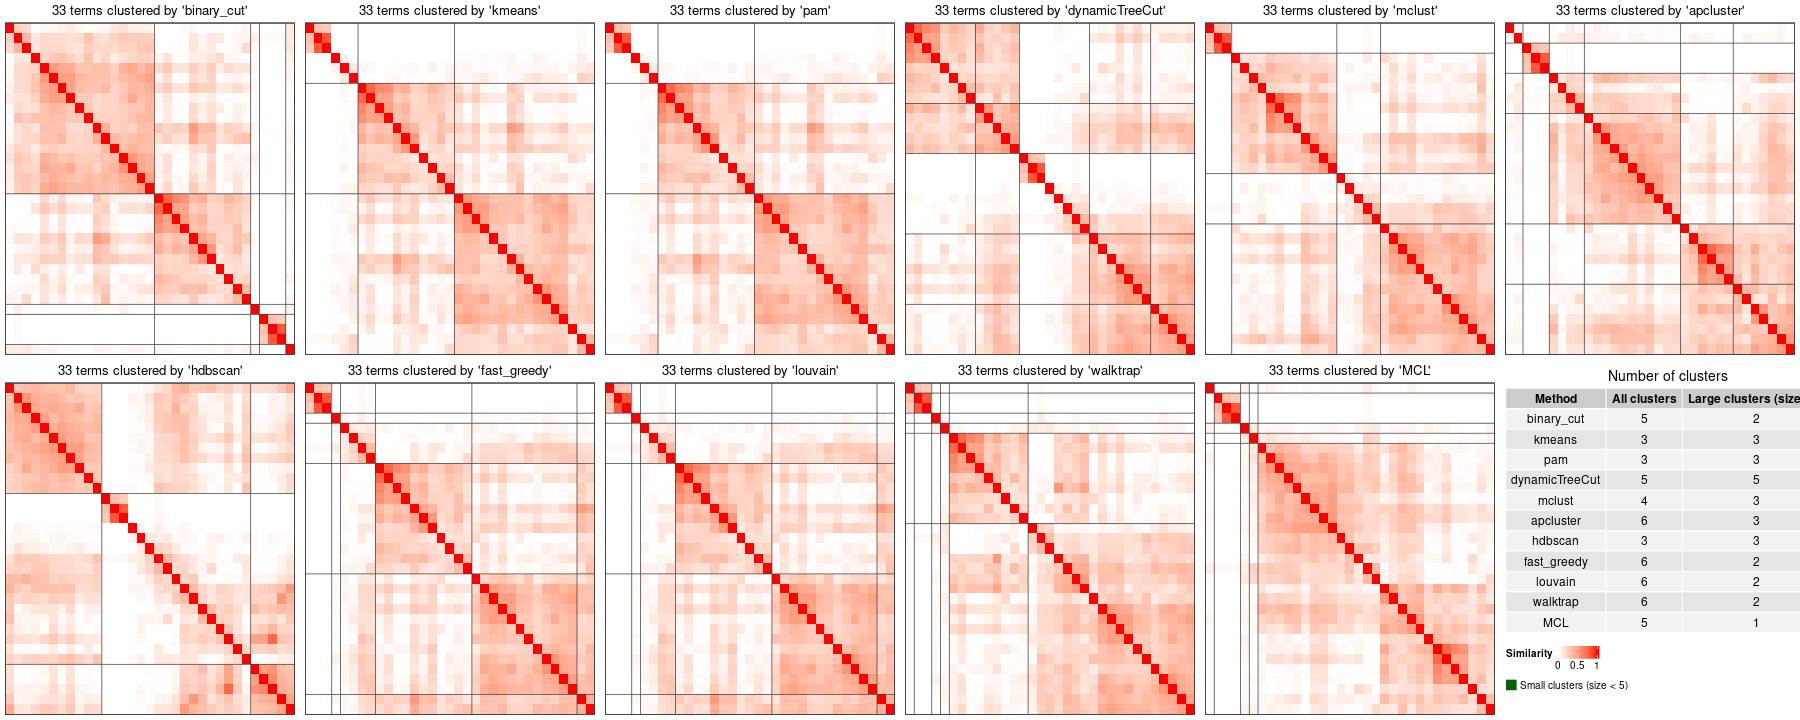 33 terms clustered by 'binary_cut'
33 terms clustered by 'kmeans'
33 terms clustered by 'pam'
33 terms clustered by 'dynamicTreeCut'
33 terms clustered by 'mclust'
33 terms clustered by 'apcluster'
33 terms clustered by 'hdbscan'
33 terms clustered by 'fast_greedy'
33 terms clustered by 'louvain'
33 terms clustered by 'walktrap'
33 terms clustered by 'MCL'
Number of clusters
Method All clusters Large clusters (size
binary_cut 5 2
kmeans 3 3
pam 3 3
dynamicTreeCut 5 5
mclust 4 3
apcluster 6 3
hdbscan 3 3
fast_greedy 6 2
louvain 6 2
walktrap 6 2
MCL 5 1
Similarity
0 0.5 1
Small clusters (size < 5)